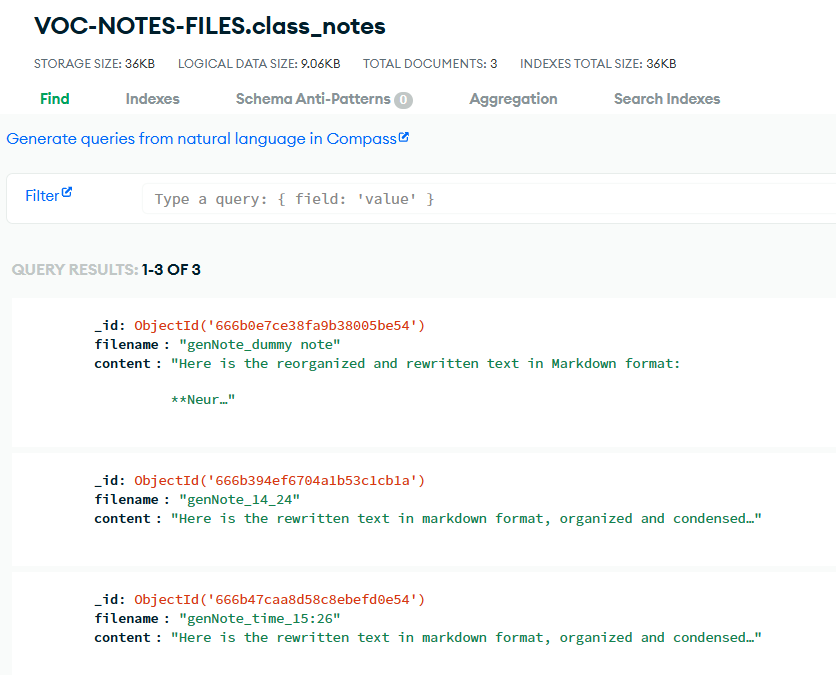 VOC-NOTES-FILES.class_notes
STORAGE SIZE: 36KB LOGICAL DATA SIZE: 9.06KB TOTAL DOCUMENTS: 3 INDEXES TOTAL SIZE: 36KB
Find Indexes Schema Anti-Patterns 0 Aggregation Search Indexes
Generate queries from natural language in Compass
Filter Type a query: { field: 'value' }
QUERY RESULTS: 1-3 OF 3
_id: ObjectId('666b0e7ce38fa9b38005be54')
filename : "genNote_dummy note"
content : "Here is the reorganized and rewritten text in Markdown format:
**Neur…"
_id: ObjectId('666b394ef6704a1b53c1cb1a')
filename : "genNote_14_24"
content : "Here is the rewritten text in markdown format, organized and condensed…"
_id: ObjectId('666b47caa8d58c8ebefd0e54')
filename : "genNote_time_15:26"
content : "Here is the rewritten text in markdown format, organized and condensed…"